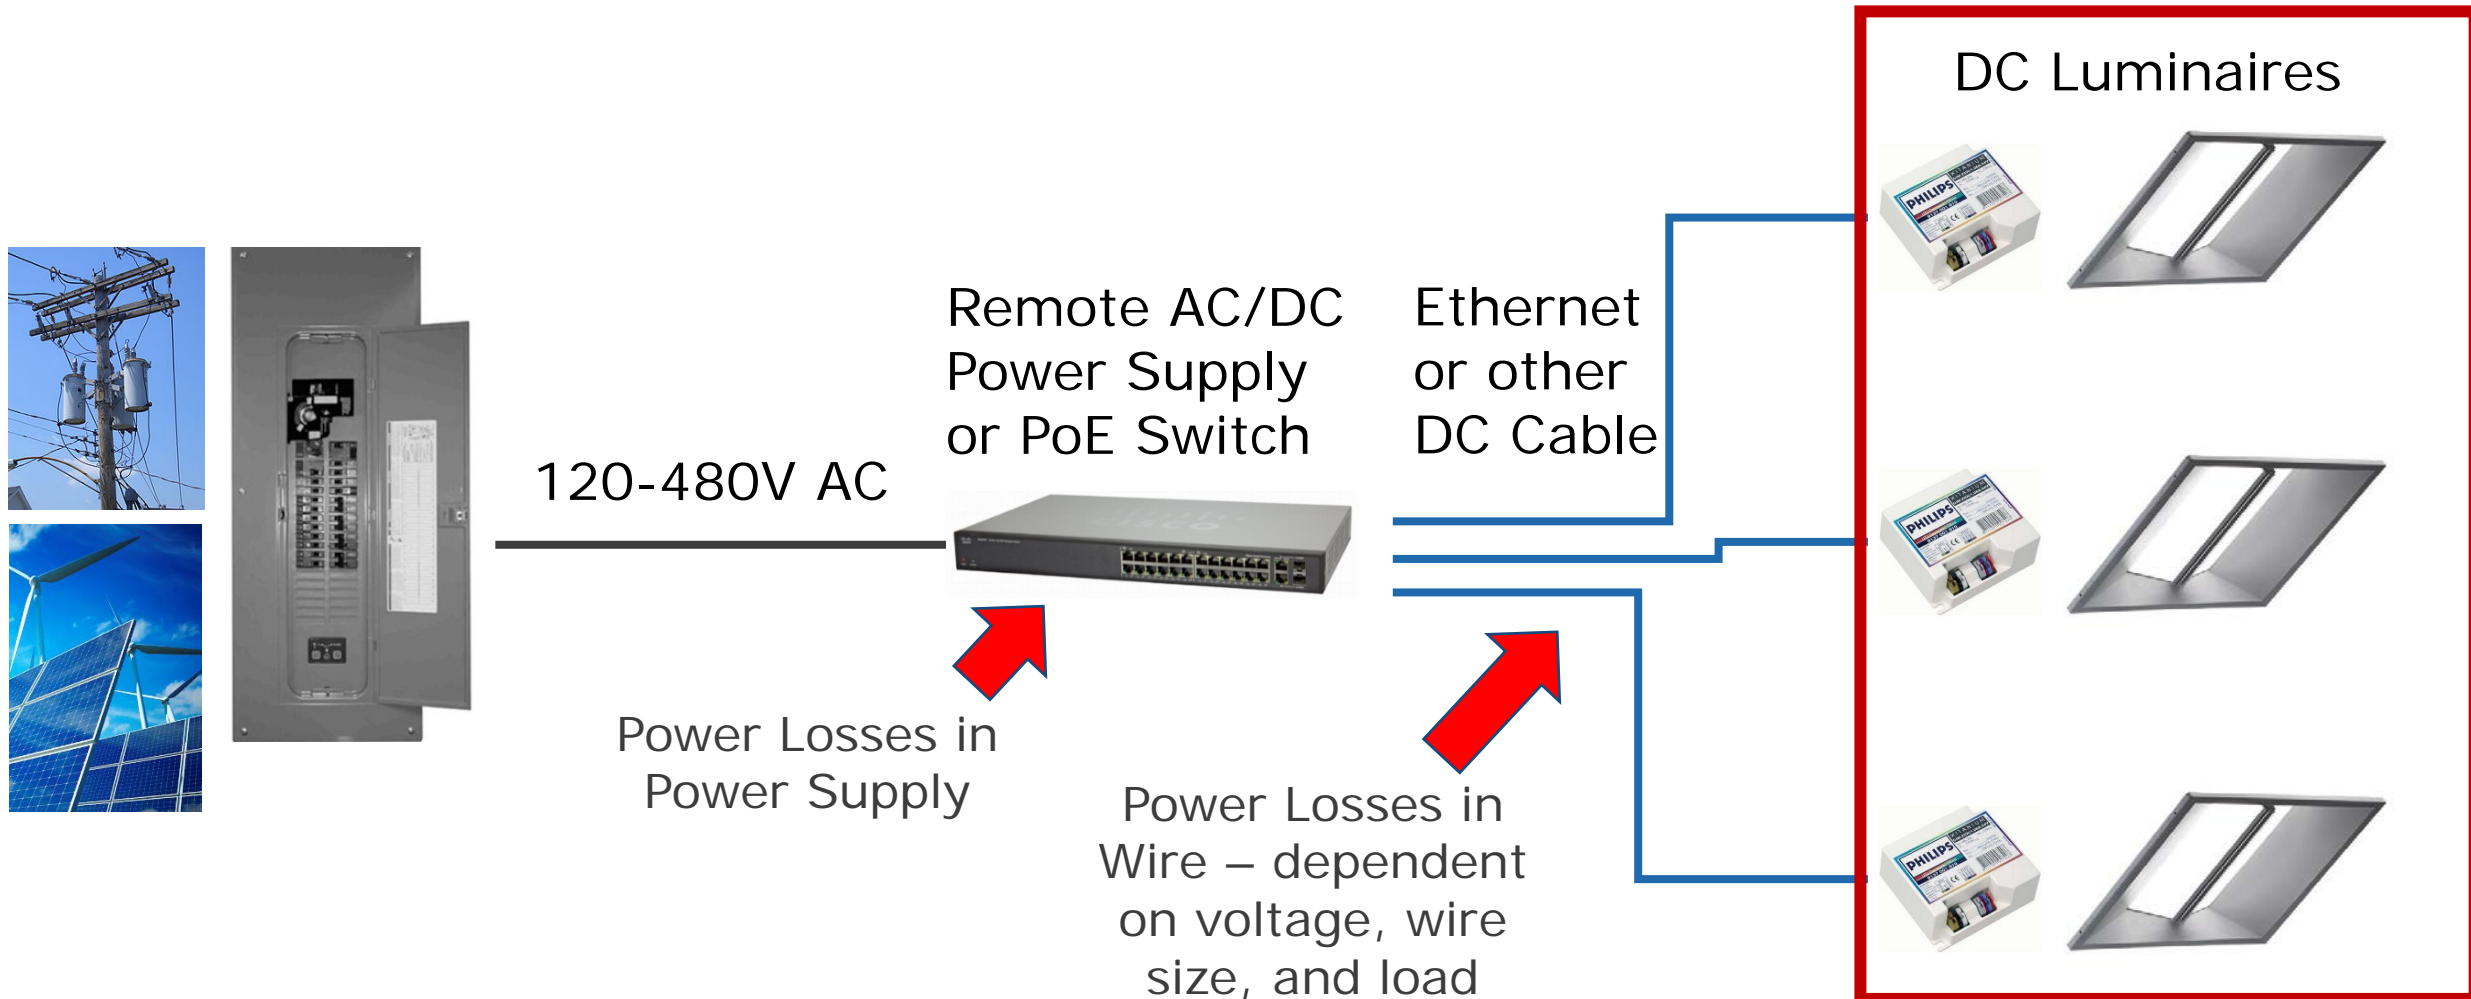 DC Luminaires
PHILIPS
Remote AC/DC
Power Supply
or PoE Switch
Ethernet
or other
DC Cable
120-480V AC
CISCO
PHILIPS
Power Losses in
Power Supply
Power Losses in
Wire – dependent
on voltage, wire
size, and load
PHILIPS